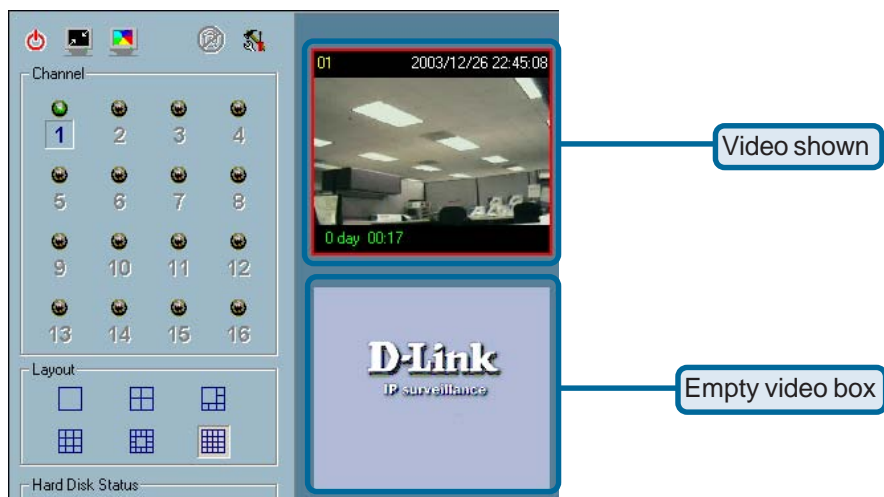 Channel
1 2 3 4
5 6 7 8
9 10 11 12
13 14 15 16
Layout
Hard Disk Status
01 2003/12/26 22:45:08
0 day 00:17
Video shown
D-Link
IP surveillance
Empty video box